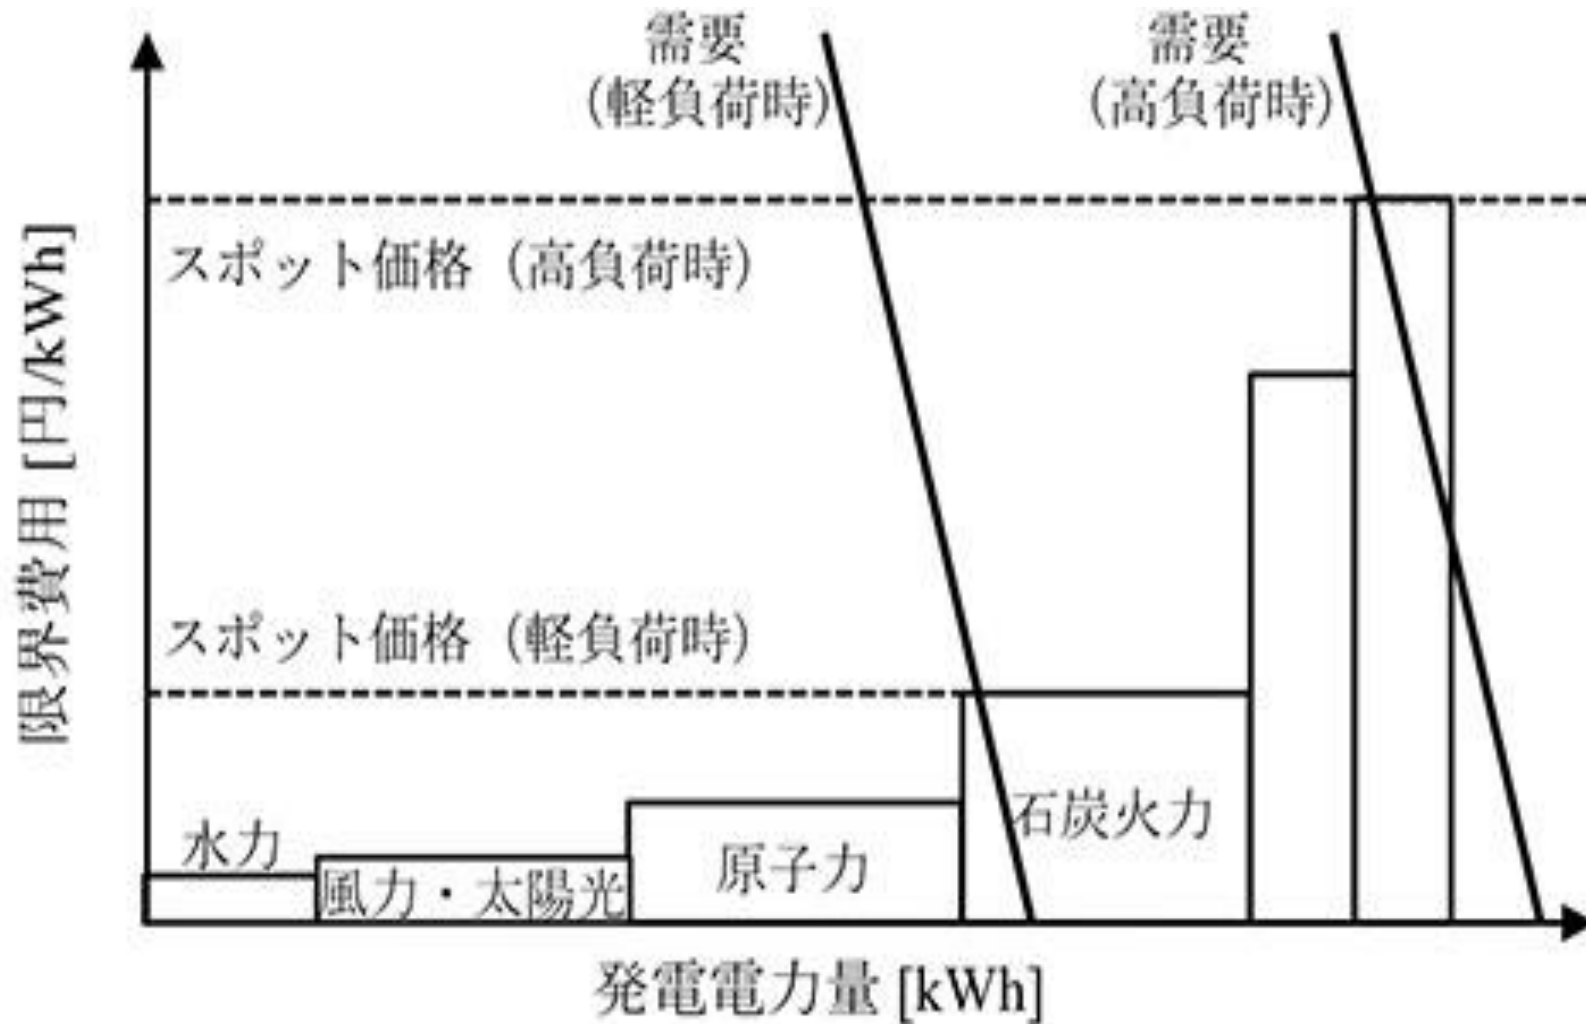 需要
(軽負荷時)
需要
(高負荷時)
スポット価格（高負荷時）
スポット価格（軽負荷時）
限界費用 [円/kWh]
水力
風力・太陽光
原子力
石炭火力
発電電力量 [kWh]